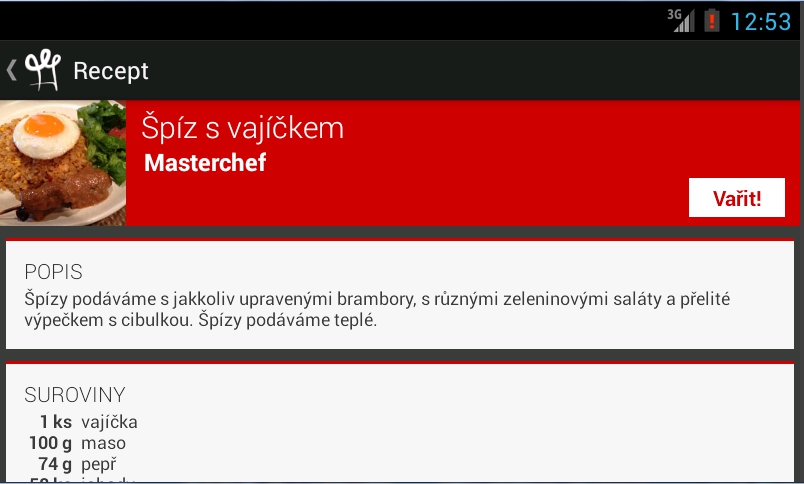 3G
12:53
Recept
Špíz s vajíčkem
Masterchef
Vařit!
POPIS
Špízy podáváme s jakkoliv upravenými brambory, s různými zeleninovými saláty a přelité
výpečkem s cibulkou. Špízy podáváme teplé.
SUROVINY
1 ks vajíčka
100 g maso
74 g pepř